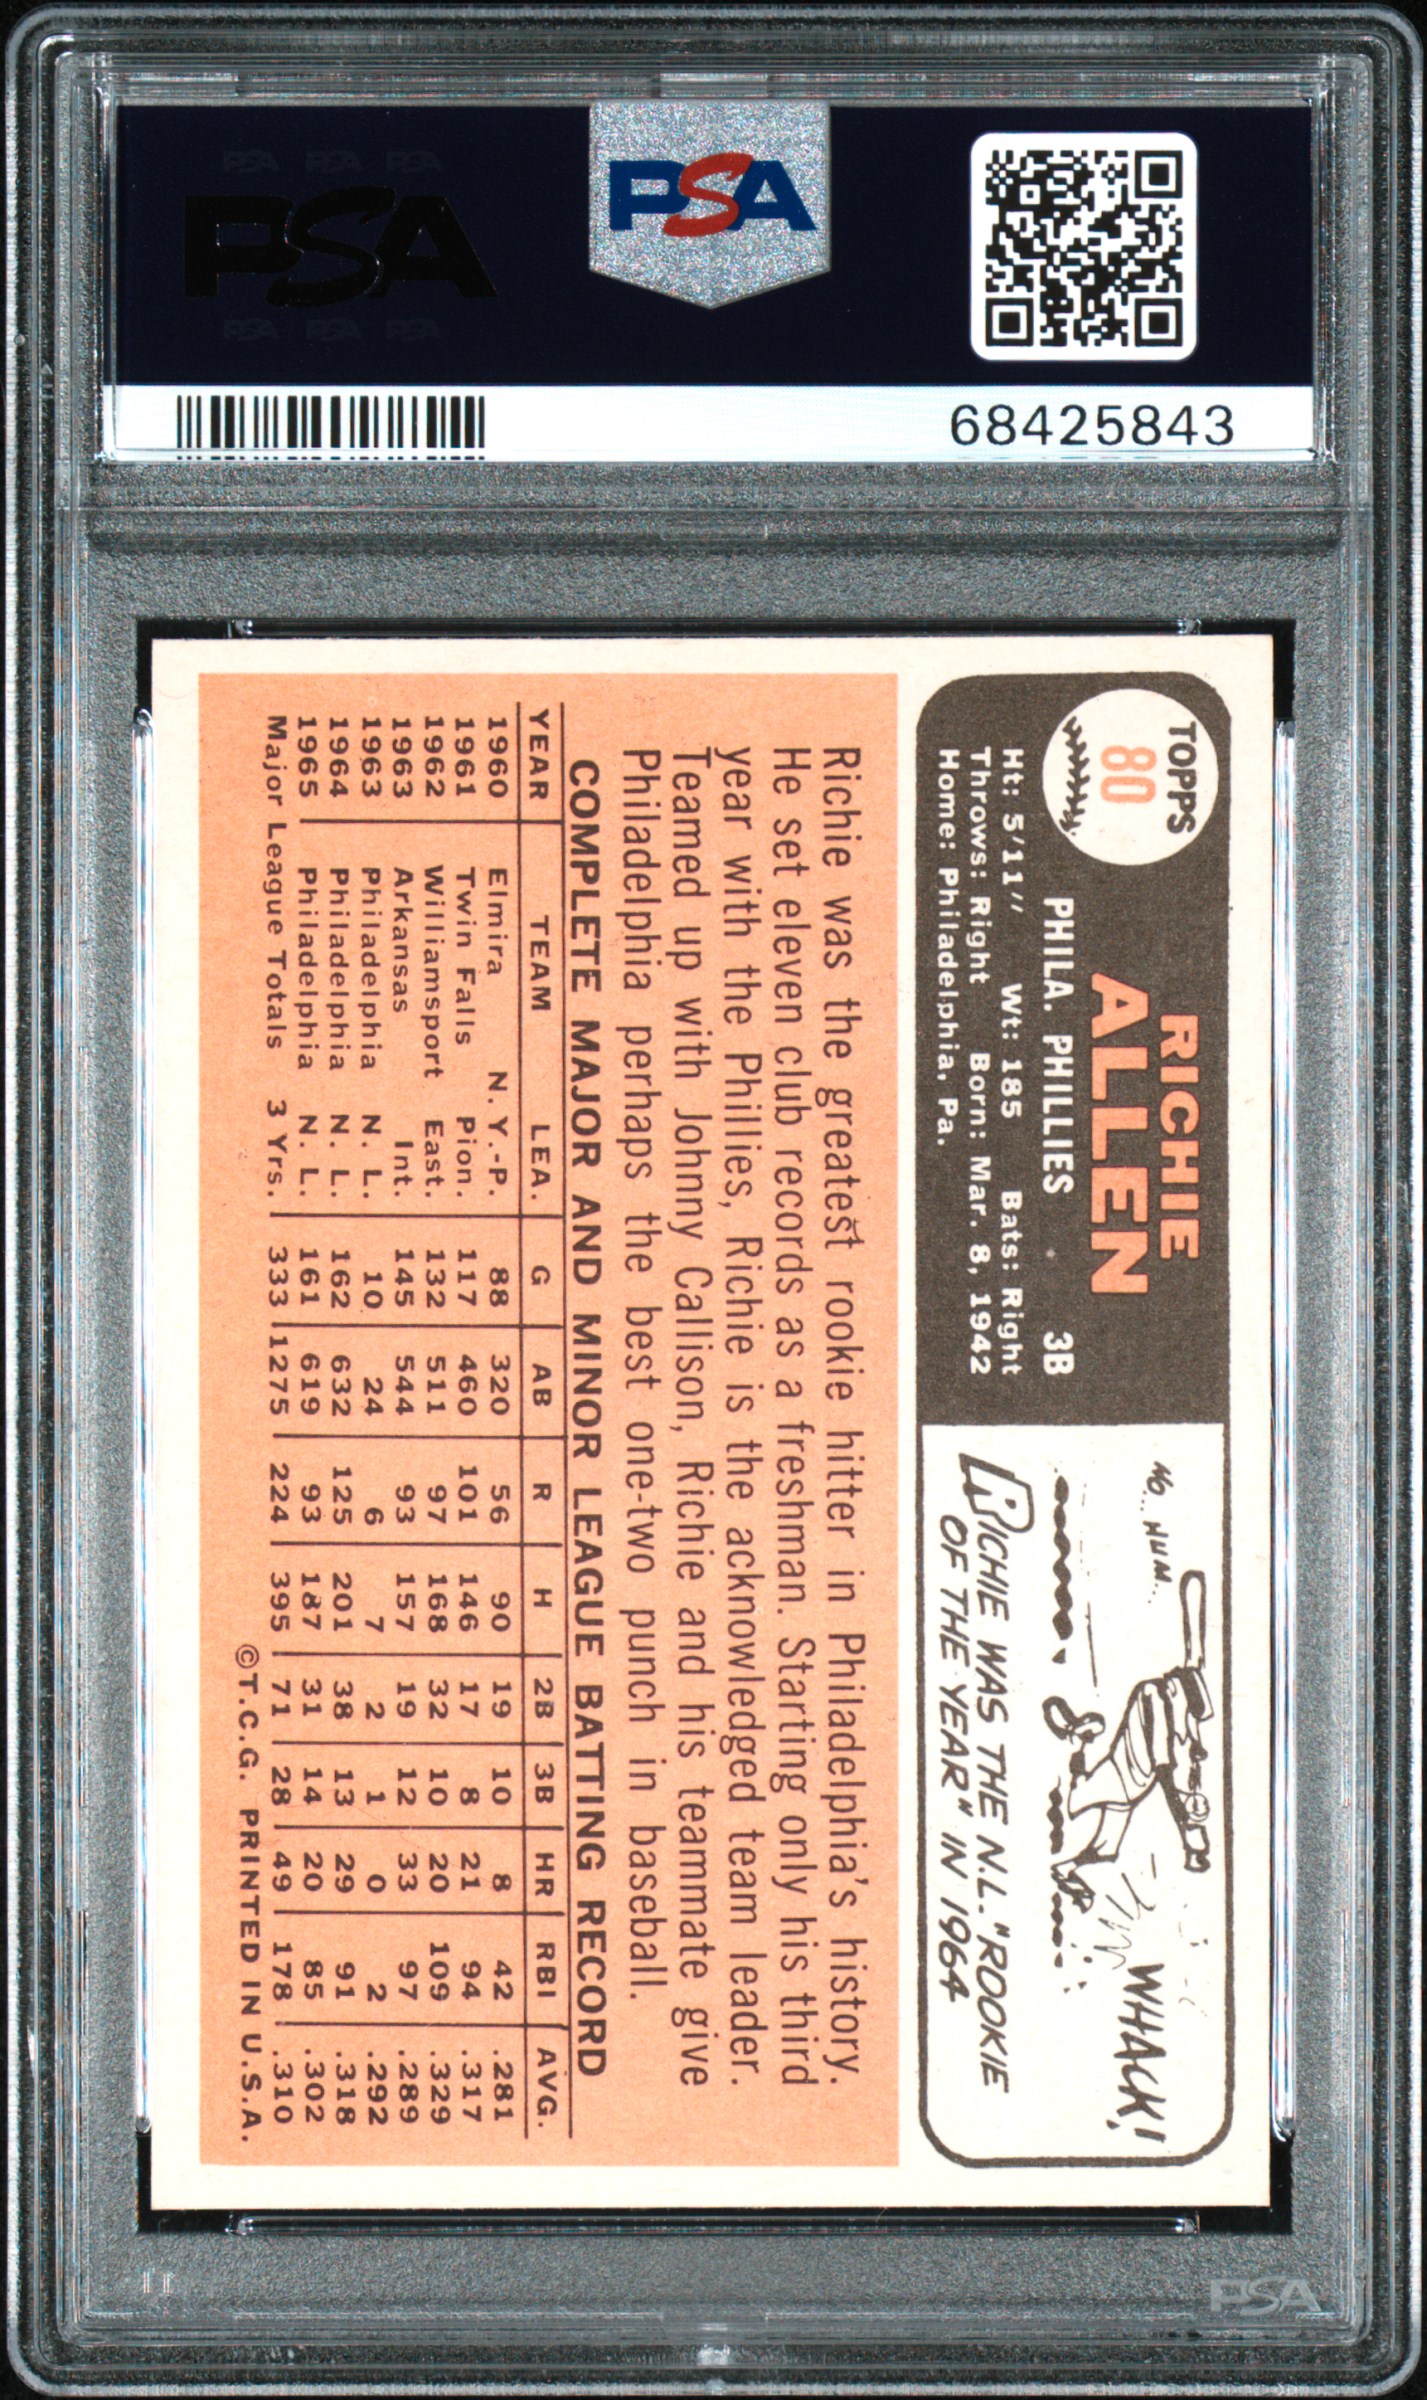 PSA PSA PSA
PSA
PSA PSA PSA
PSA
68425843
TOPPS
80
RICHIE
ALLEN
PHILA. PHILLIES 3B
Ht: 5'11" Wt: 185 Bats: Right
Throws: Right Born: Mar. 8, 1942
Home: Philadelphia, Pa.
HO... HUM...
WHACK!
RICHIE WAS THE N.L. "ROOKIE
OF THE YEAR" IN 1964
Richie was the greatest rookie hitter in Philadelphia's history.
He set eleven club records as a freshman. Starting only his third
year with the Phillies, Richie is the acknowledged team leader.
Teamed up with Johnny Callison, Richie and his teammate give
Philadelphia perhaps the best one-two punch in baseball.
COMPLETE MAJOR AND MINOR LEAGUE BATTING RECORD
YEAR TEAM LEA. G AB R H 2B 3B HR RBI AVG.
1960 Elmira N. Y.-P. 88 320 56 90 19 10 8 42 .281
1961 Twin Falls Pion. 117 460 101 146 17 8 21 94 .317
1962 Williamsport East. 132 511 97 168 32 10 20 109 .329
1963 Arkansas Int. 145 544 93 157 19 12 33 97 .289
1963 Philadelphia N. L. 10 24 6 7 2 1 0 2 .292
1964 Philadelphia N. L. 162 632 125 201 38 13 29 91 .318
1965 Philadelphia N. L. 161 619 93 187 31 14 20 85 .302
Major League Totals 3 Yrs. 333 1275 224 395 71 28 49 178 .310
©T.C.G. PRINTED IN U.S.A.
PSA